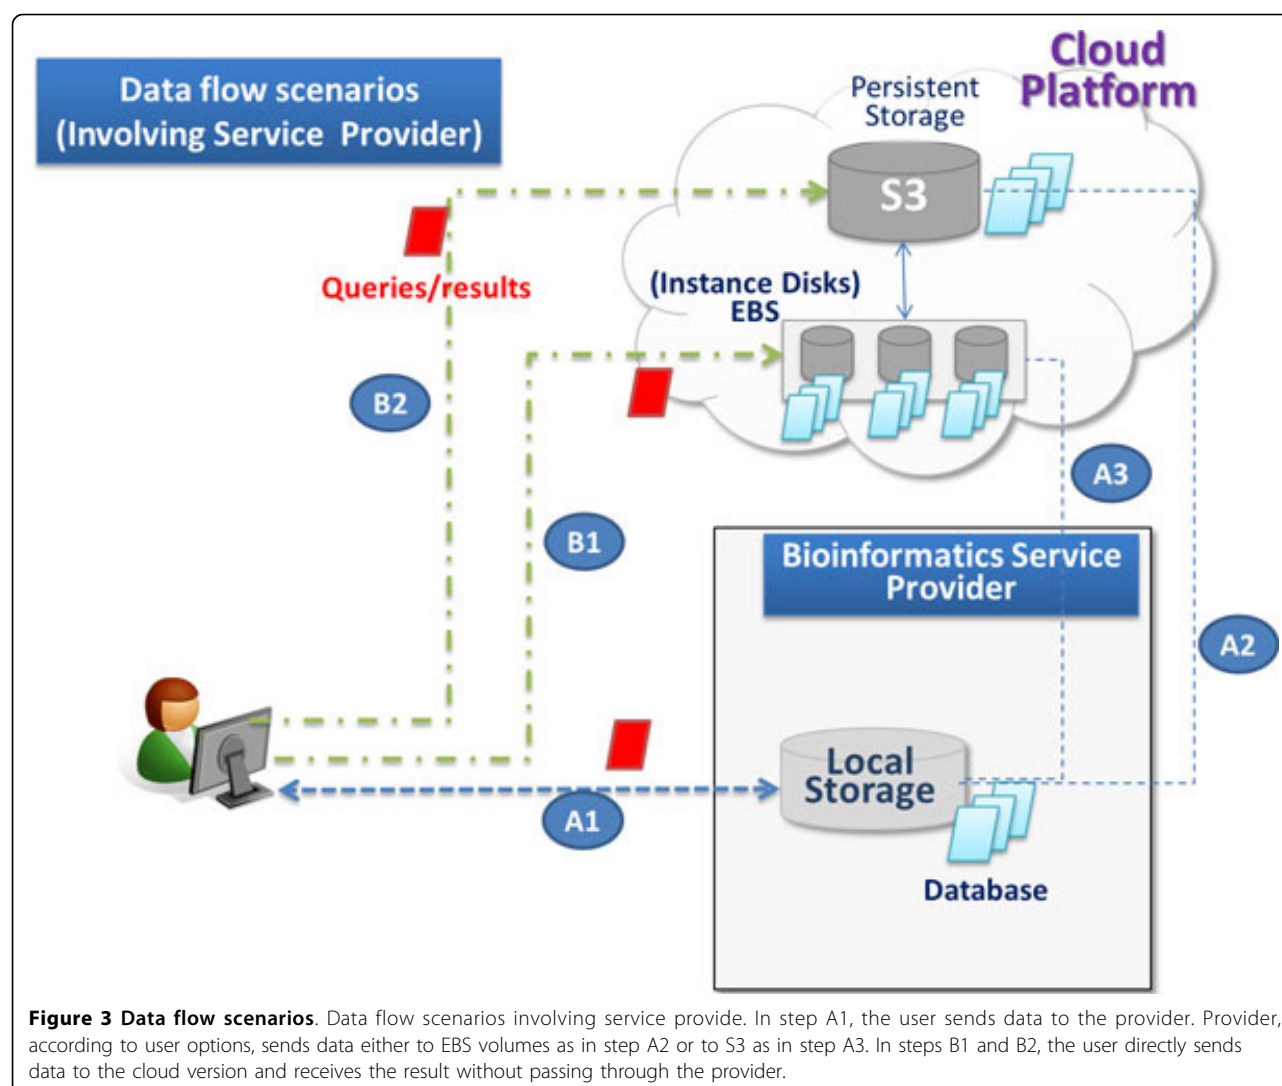 Data flow scenarios
(Involving Service Provider)
Cloud
Platform
Persistent
Storage
S3
Queries/results
(Instance Disks)
EBS
B2
A3
B1
Bioinformatics Service
Provider
A2
Local
Storage
A1
Database
Figure 3 Data flow scenarios. Data flow scenarios involving service provide. In step A1, the user sends data to the provider. Provider,
according to user options, sends data either to EBS volumes as in step A2 or to S3 as in step A3. In steps B1 and B2, the user directly sends
data to the cloud version and receives the result without passing through the provider.